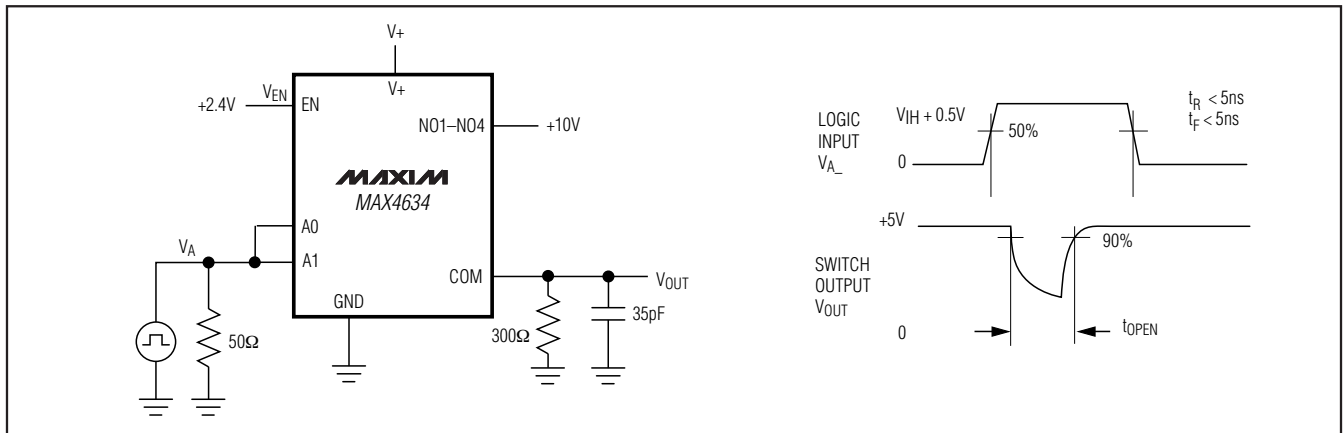 V+
V+
+2.4V
VEN
EN
NO1–NO4
+10V
MAXIM
MAX4634
A0
VA
A1
COM
VOUT
GND
50Ω
300Ω
35pF
LOGIC
INPUT
VA_
VIH + 0.5V
0
50%
tR < 5ns
tF < 5ns
+5V
90%
SWITCH
OUTPUT
VOUT
0
tOPEN